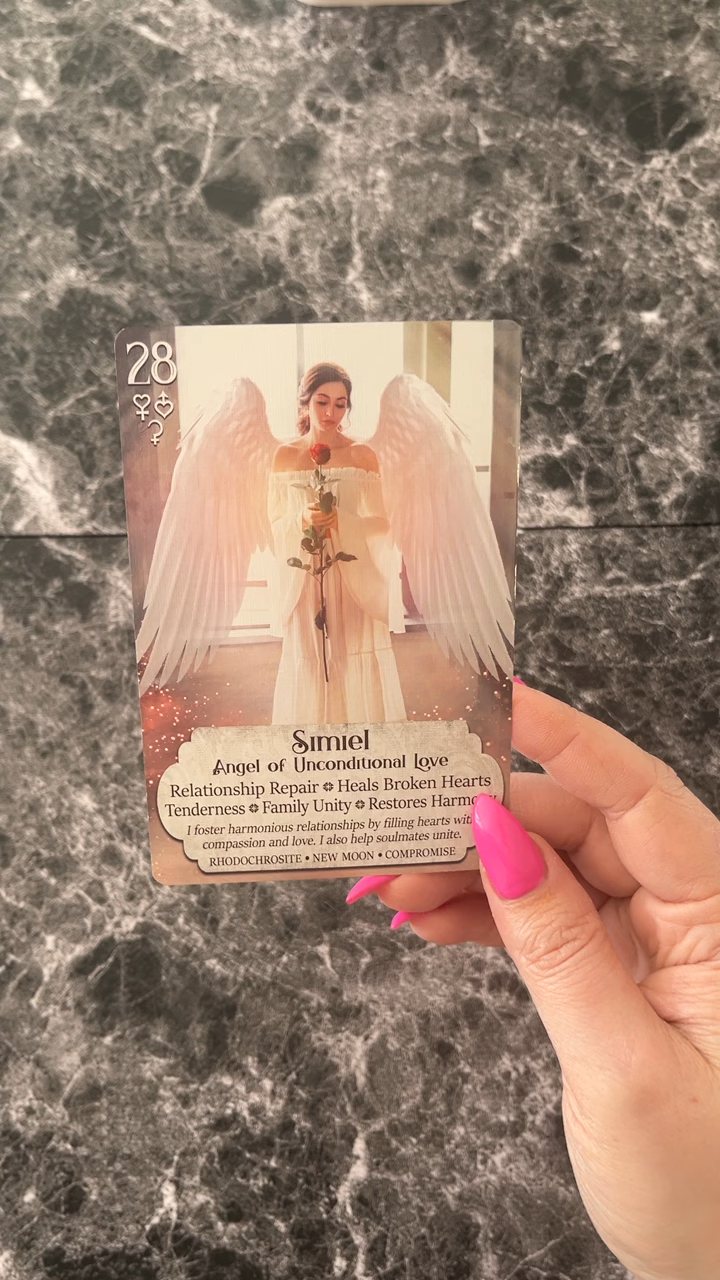 28
Simiel
Angel of Unconditional Love
Relationship Repair ✤ Heals Broken Hearts
Tenderness ✤ Family Unity ✤ Restores Harmony
I foster harmonious relationships by filling hearts with
compassion and love. I also help soulmates unite.
RHODOCHROSITE • NEW MOON • COMPROMISE